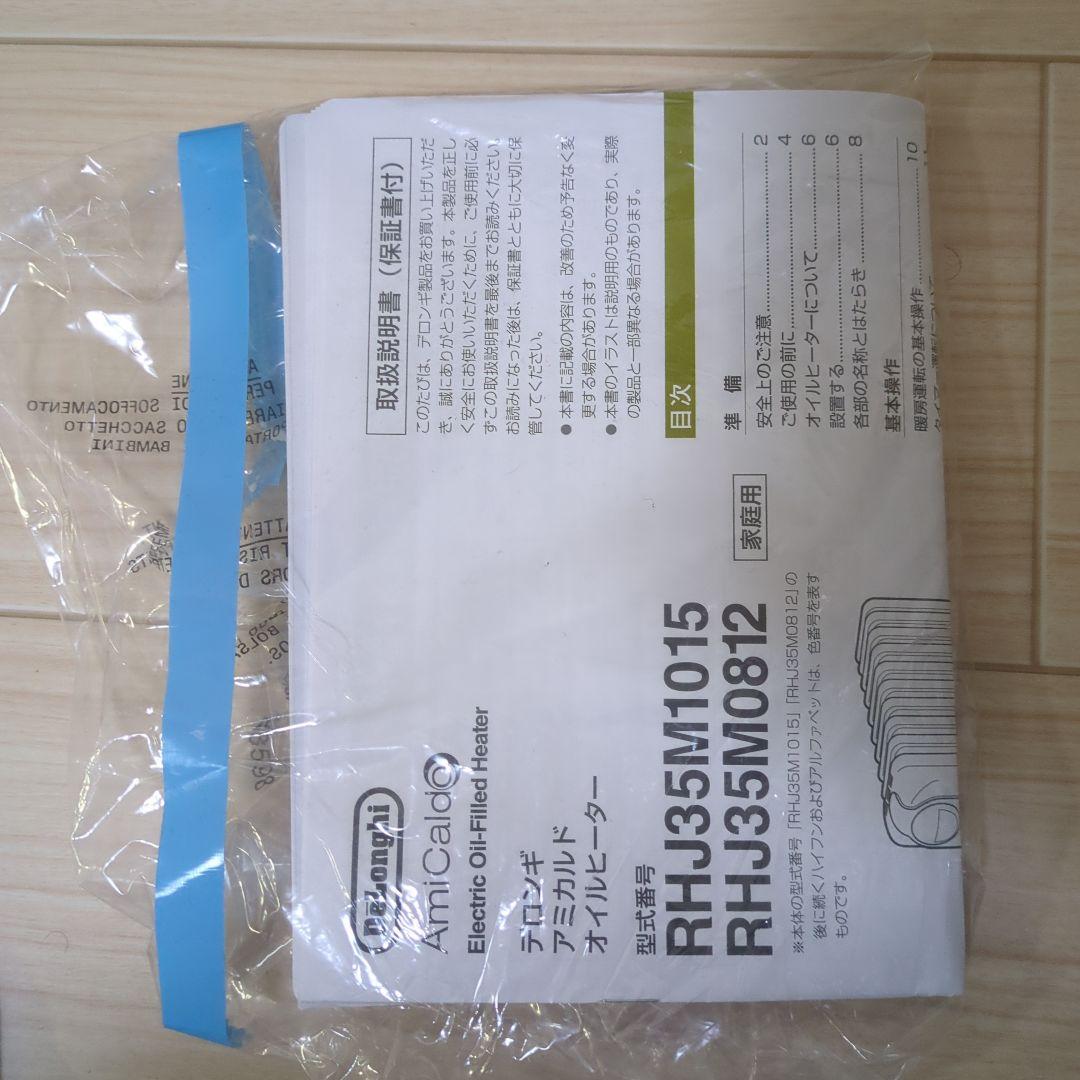 DeLonghi
AmiCaldo
Electric Oil-Filled Heater
デロンギ
アミカルド
オイルヒーター
型式番号
RHJ35M1015
RHJ35M0812
家庭用
※本体の型式番号「RHJ35M1015」「RHJ35M0812」の
後に続くハイフンおよびアルファベットは、色番号を表す
ものです。
取扱説明書（保証書付）
このたびは、デロンギ製品をお買い上げいただ
き、誠にありがとうございます。本製品を正し
く安全にお使いいただくために、ご使用前に必
ずこの取扱説明書を最後までお読みください。
お読みになった後は、保証書とともに大切に保
管してください。
● 本書に記載の内容は、改善のため予告なく変
更する場合があります。
● 本書のイラストは説明用のものであり、実際
の製品と一部異なる場合があります。
目次
準 備
安全上のご注意 2
ご使用の前に 4
オイルヒーターについて 6
設置する 6
各部の名称とはたらき 8
基本操作
暖房運転の基本操作 10
SOFFOCAMENTO
SACCHETTO
BAMBINI